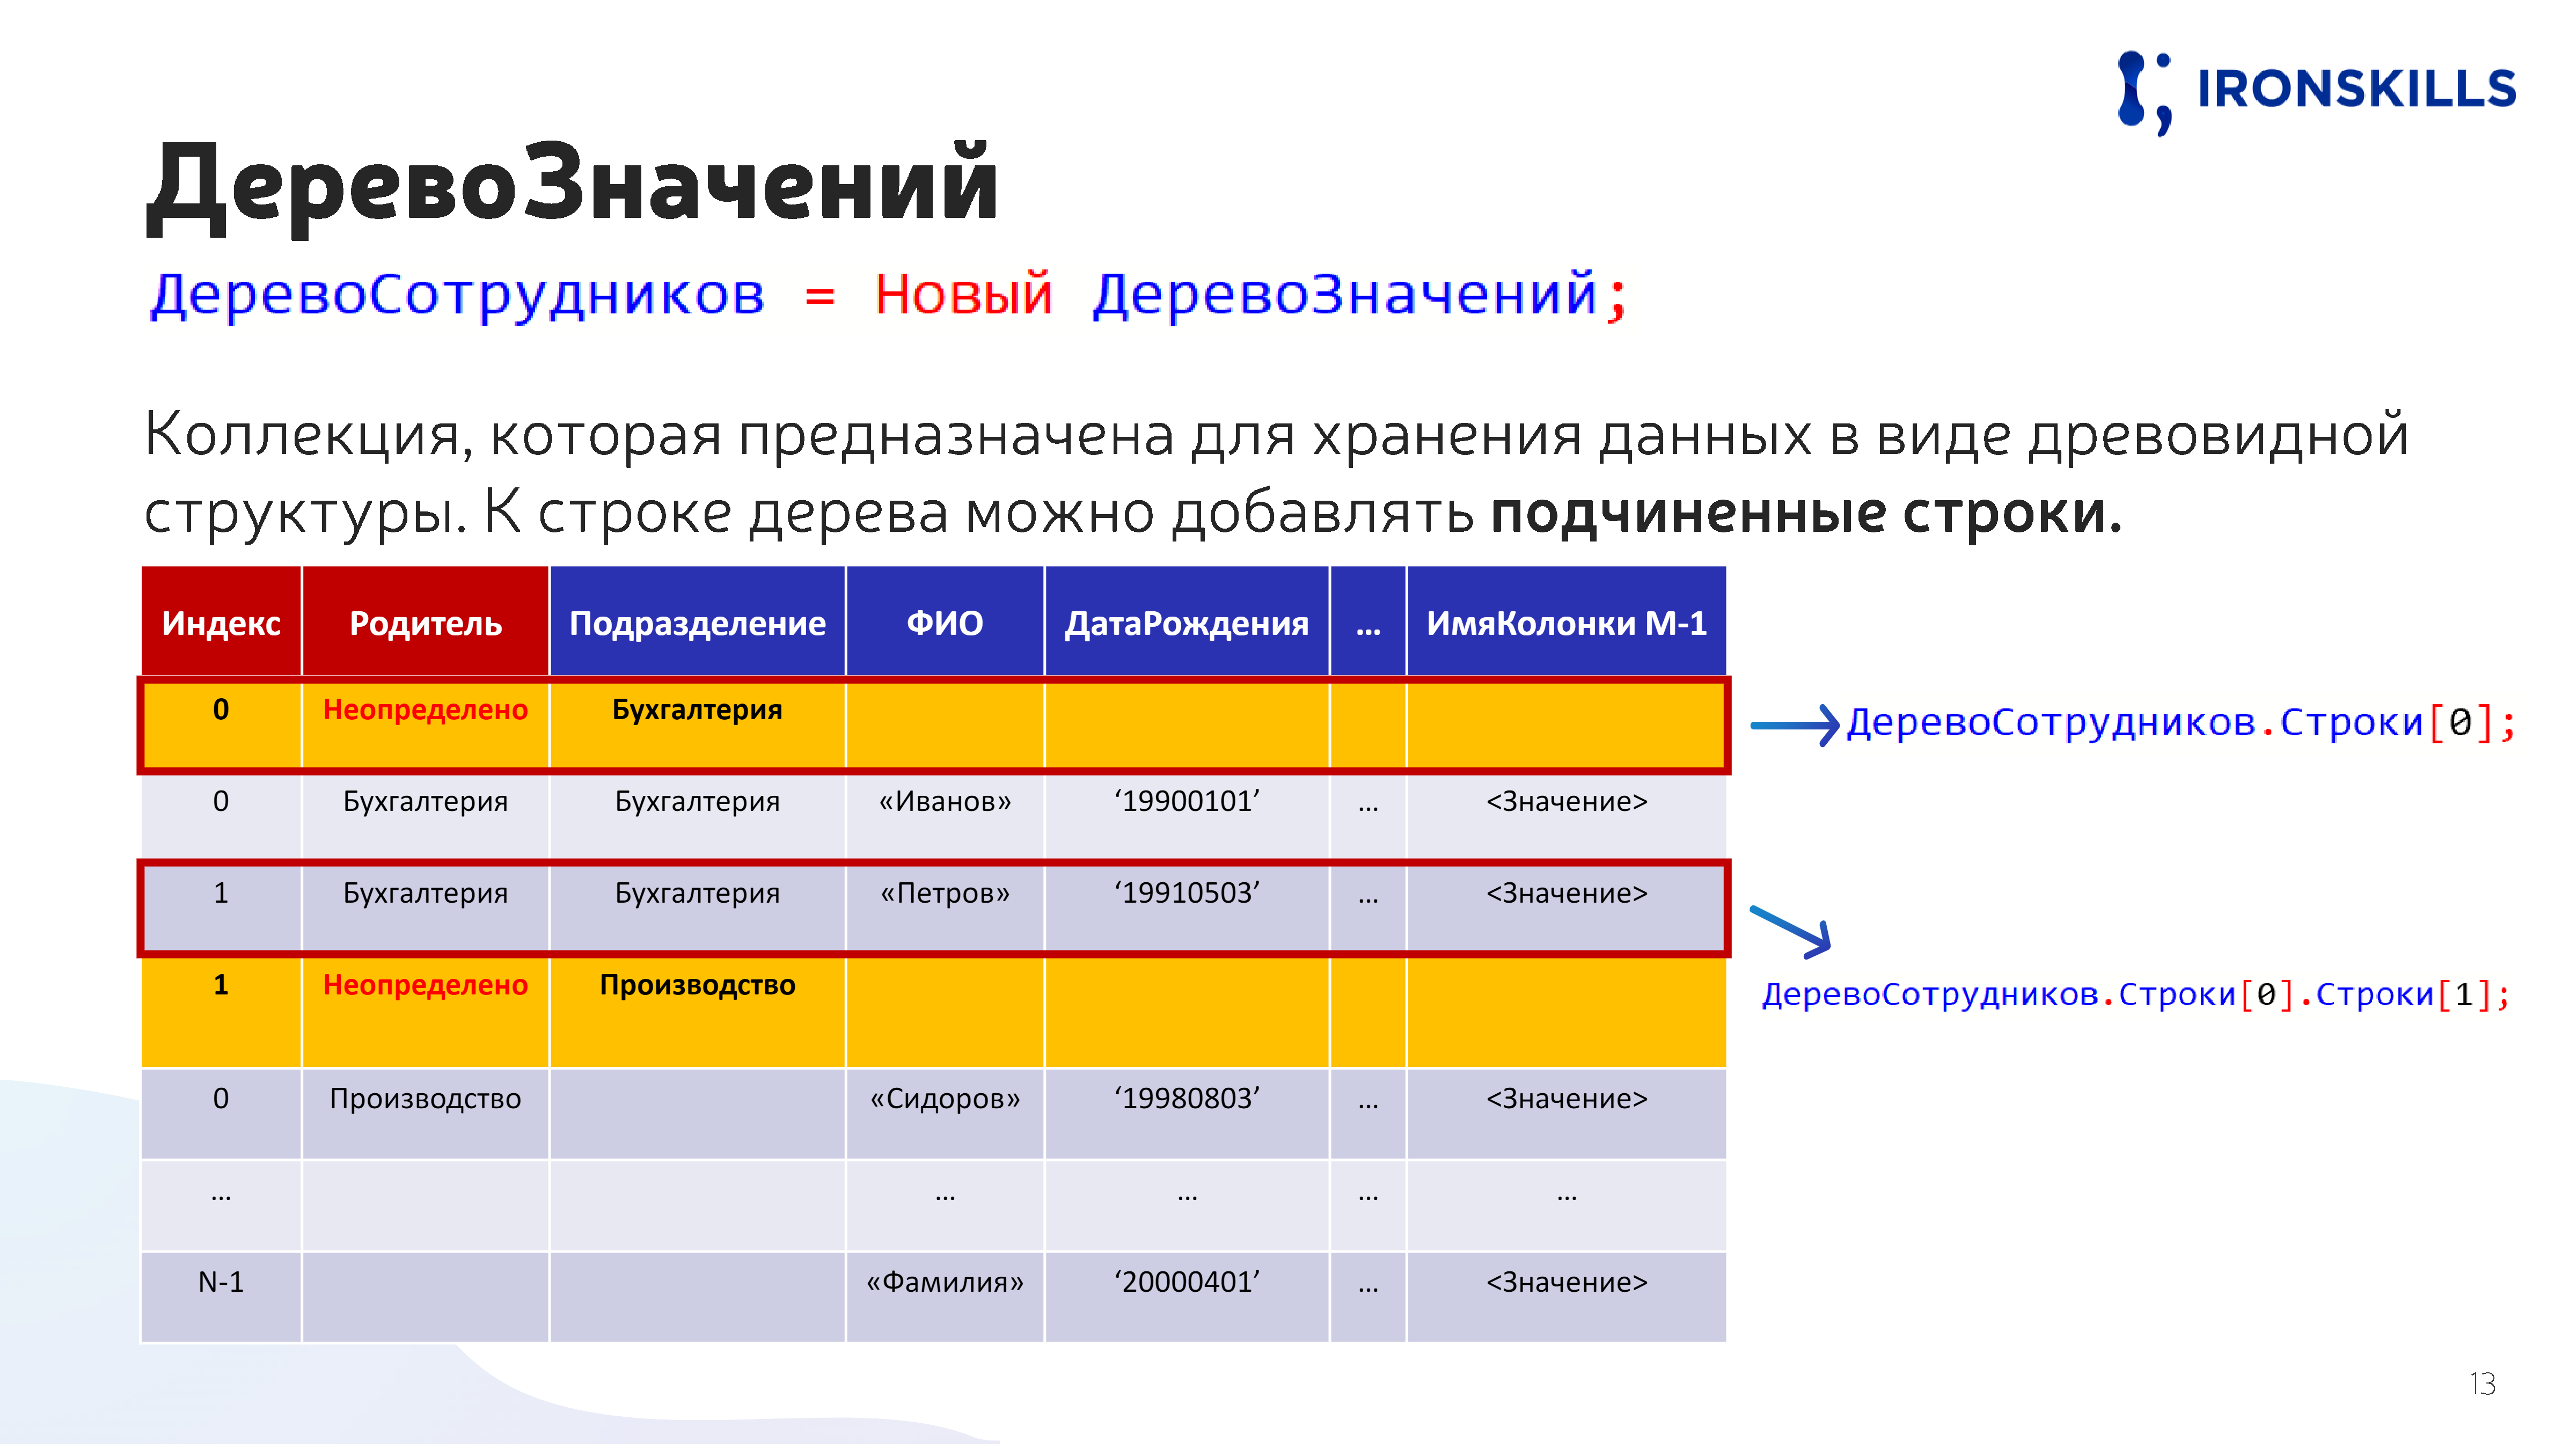 IRONSKILLS
ДеревоЗначений
ДеревоСотрудников = Новый ДеревоЗначений;
Коллекция, которая предназначена для хранения данных в виде древовидной
структуры. К строке дерева можно добавлять подчиненные строки.
Индекс Родитель Подразделение ФИО ДатаРождения ... ИмяКолонки М-1
0 Неопределено Бухгалтерия
ДеревоСотрудников.Строки[0];
0 Бухгалтерия Бухгалтерия «Иванов» ‘19900101’ ... <Значение>
1 Бухгалтерия Бухгалтерия «Петров» ‘19910503’ ... <Значение>
1 Неопределено Производство
ДеревоСотрудников.Строки[0].Строки[1];
0 Производство «Сидоров» ‘19980803’ ... <Значение>
... ... ... ... ...
N-1 «Фамилия» ‘20000401’ ... <Значение>
13